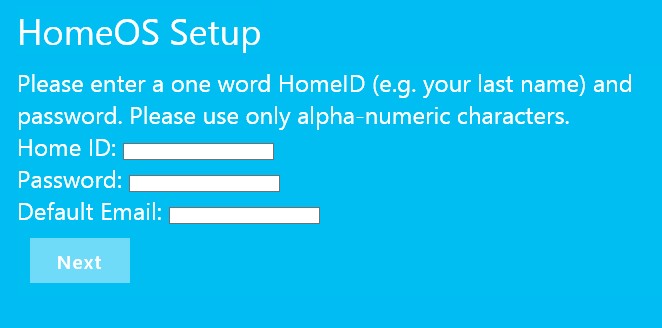 HomeOS Setup
Please enter a one word HomeID (e.g. your last name) and
password. Please use only alpha-numeric characters.
Home ID:
Password:
Default Email:
Next